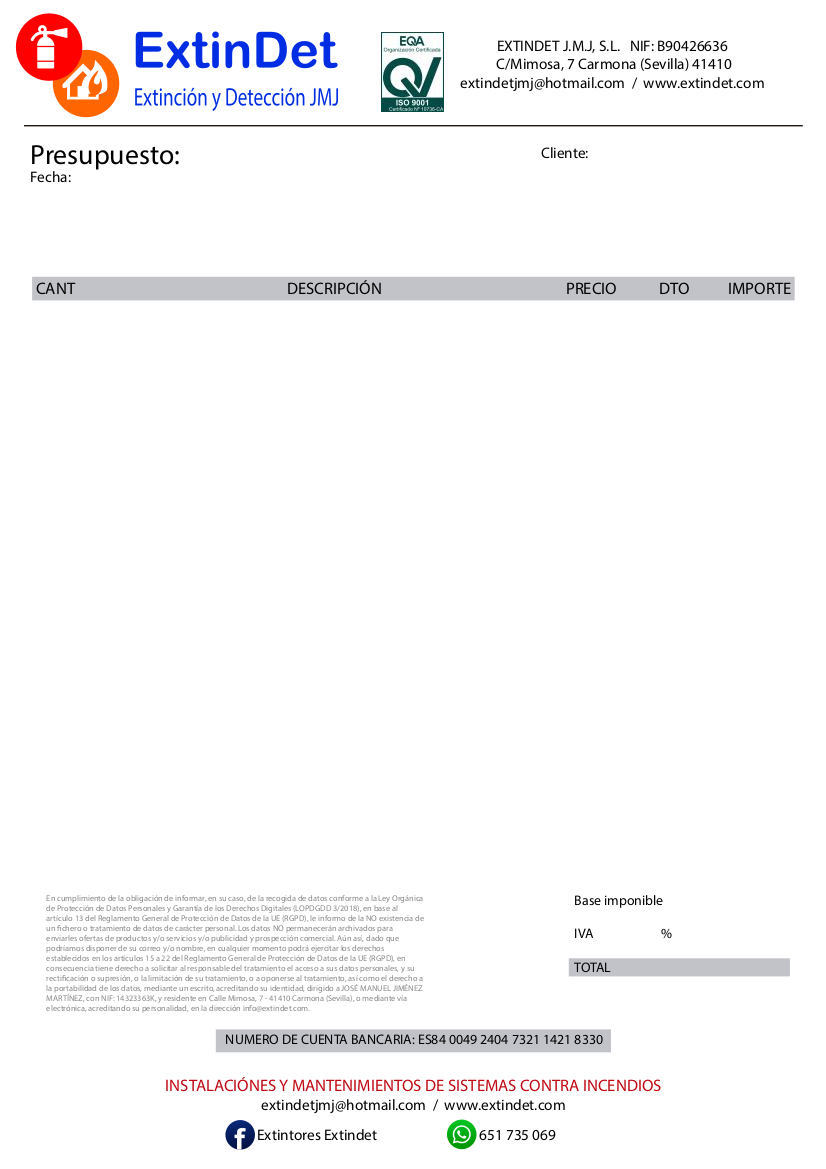 ExtinDet
Extinción y Detección JMJ
EQA
Organización Certificada
ISO 9001
EXTINDET J.M.J, S.L. NIF: B90426636
C/Mimosa, 7 Carmona (Sevilla) 41410
extindetjmj@hotmail.com / www.extindet.com
Presupuesto:
Fecha:
Cliente:
CANT DESCRIPCIÓN PRECIO DTO IMPORTE
En cumplimiento de la obligación de informar, en su caso, de la recogida de datos conforme a la Ley Orgánica
de Protección de Datos Personales y Garantía de los Derechos Digitales (LOPDGDD 3/2018), en base al
artículo 13 del Reglamento General de Protección de Datos de la UE (RGPD), le informo de la NO existencia de
un fichero o tratamiento de datos de carácter personal. Los datos NO permanecerán archivados para
enviarles ofertas de productos y/o servicios y/o publicidad y prospección comercial. Aún así, dado que
podríamos disponer de su correo y/o nombre, en cualquier momento podrá ejercitar los derechos
establecidos en los artículos 15 a 22 del Reglamento General de Protección de Datos de la UE (RGPD), en
consecuencia tiene derecho a solicitar al responsable del tratamiento el acceso a sus datos personales, y su
rectificación o supresión, o la limitación de su tratamiento, o a oponerse al tratamiento, así como el derecho a
la portabilidad de los datos, mediante un escrito, acreditando su identidad, dirigido a JOSÉ MANUEL JIMÉNEZ
MARTÍNEZ, con NIF: 14323363K, y residente en Calle Mimosa, 7 - 41410 Carmona (Sevilla), o mediante vía
electrónica, acreditando su personalidad, en la dirección info@extindet.com.
Base imponible
IVA %
TOTAL
NUMERO DE CUENTA BANCARIA: ES84 0049 2404 7321 1421 8330
INSTALACIÓNES Y MANTENIMIENTOS DE SISTEMAS CONTRA INCENDIOS
extindetjmj@hotmail.com / www.extindet.com
Extintores Extindet
651 735 069